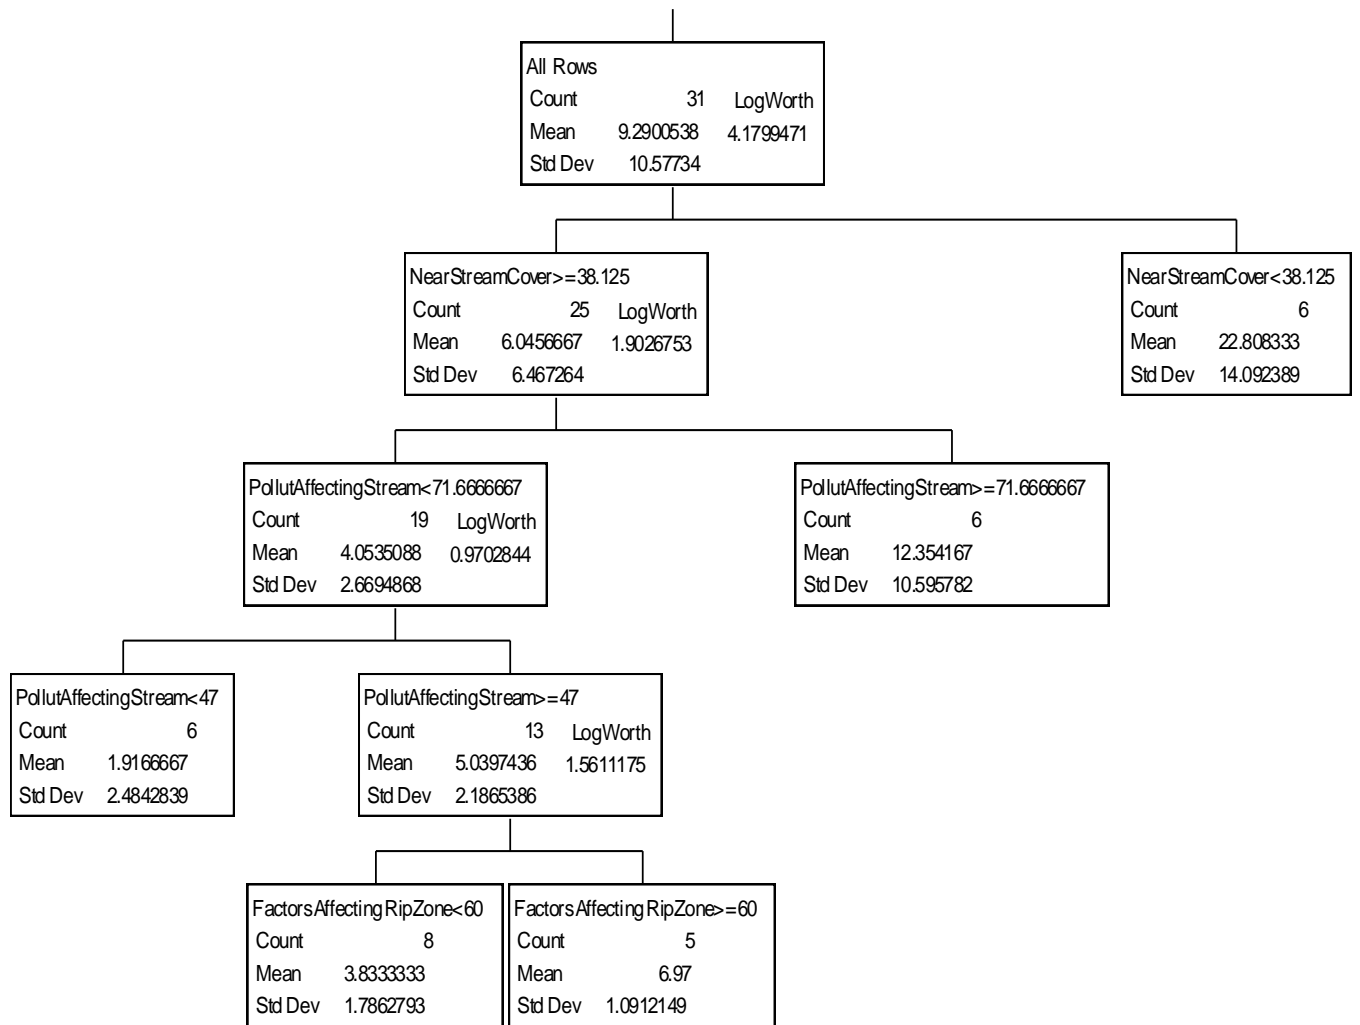 All Rows
Count 31 LogWorth
Mean 9.2900538 4.1799471
Std Dev 10.57734
NearStreamCover>=38.125
Count 25 LogWorth
Mean 6.0456667 1.9026753
Std Dev 6.467264
NearStreamCover<38.125
Count 6
Mean 22.808333
Std Dev 14.092389
PollutAffectingStream<71.6666667
Count 19 LogWorth
Mean 4.0535088 0.9702844
Std Dev 2.6694868
PollutAffectingStream>=71.6666667
Count 6
Mean 12.354167
Std Dev 10.595782
PollutAffectingStream<47
Count 6
Mean 1.9166667
Std Dev 2.4842839
PollutAffectingStream>=47
Count 13 LogWorth
Mean 5.0397436 1.5611175
Std Dev 2.1865386
FactorsAffectingRipZone<60
Count 8
Mean 3.8333333
Std Dev 1.7862793
FactorsAffectingRipZone>=60
Count 5
Mean 6.97
Std Dev 1.0912149